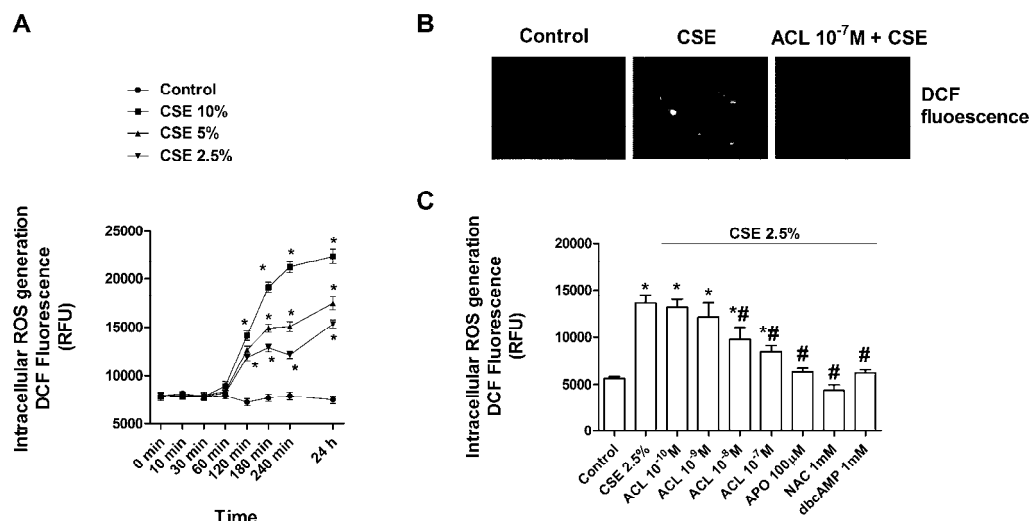 A
Control
CSE 10%
CSE 5%
CSE 2.5%
Intracellular ROS generation
DCF Fluorescence
(RFU)
25000
20000
15000
10000
5000
* * * * * * * * * * * *
0 min
10 min
30 min
60 min
120 min
180 min
240 min
24 h
Time
B
Control
CSE
ACL 10⁻⁷M + CSE
DCF
fluoescence
C
CSE 2.5%
Intracellular ROS generation
DCF Fluorescence
(RFU)
20000
15000
10000
5000
0
* * * *# *# # # #
Control
CSE 2.5%
ACL 10⁻¹⁰M
ACL 10⁻⁹M
ACL 10⁻⁸M
ACL 10⁻⁷M
APO 100µM
NAC 1mM
dbcAMP 1mM